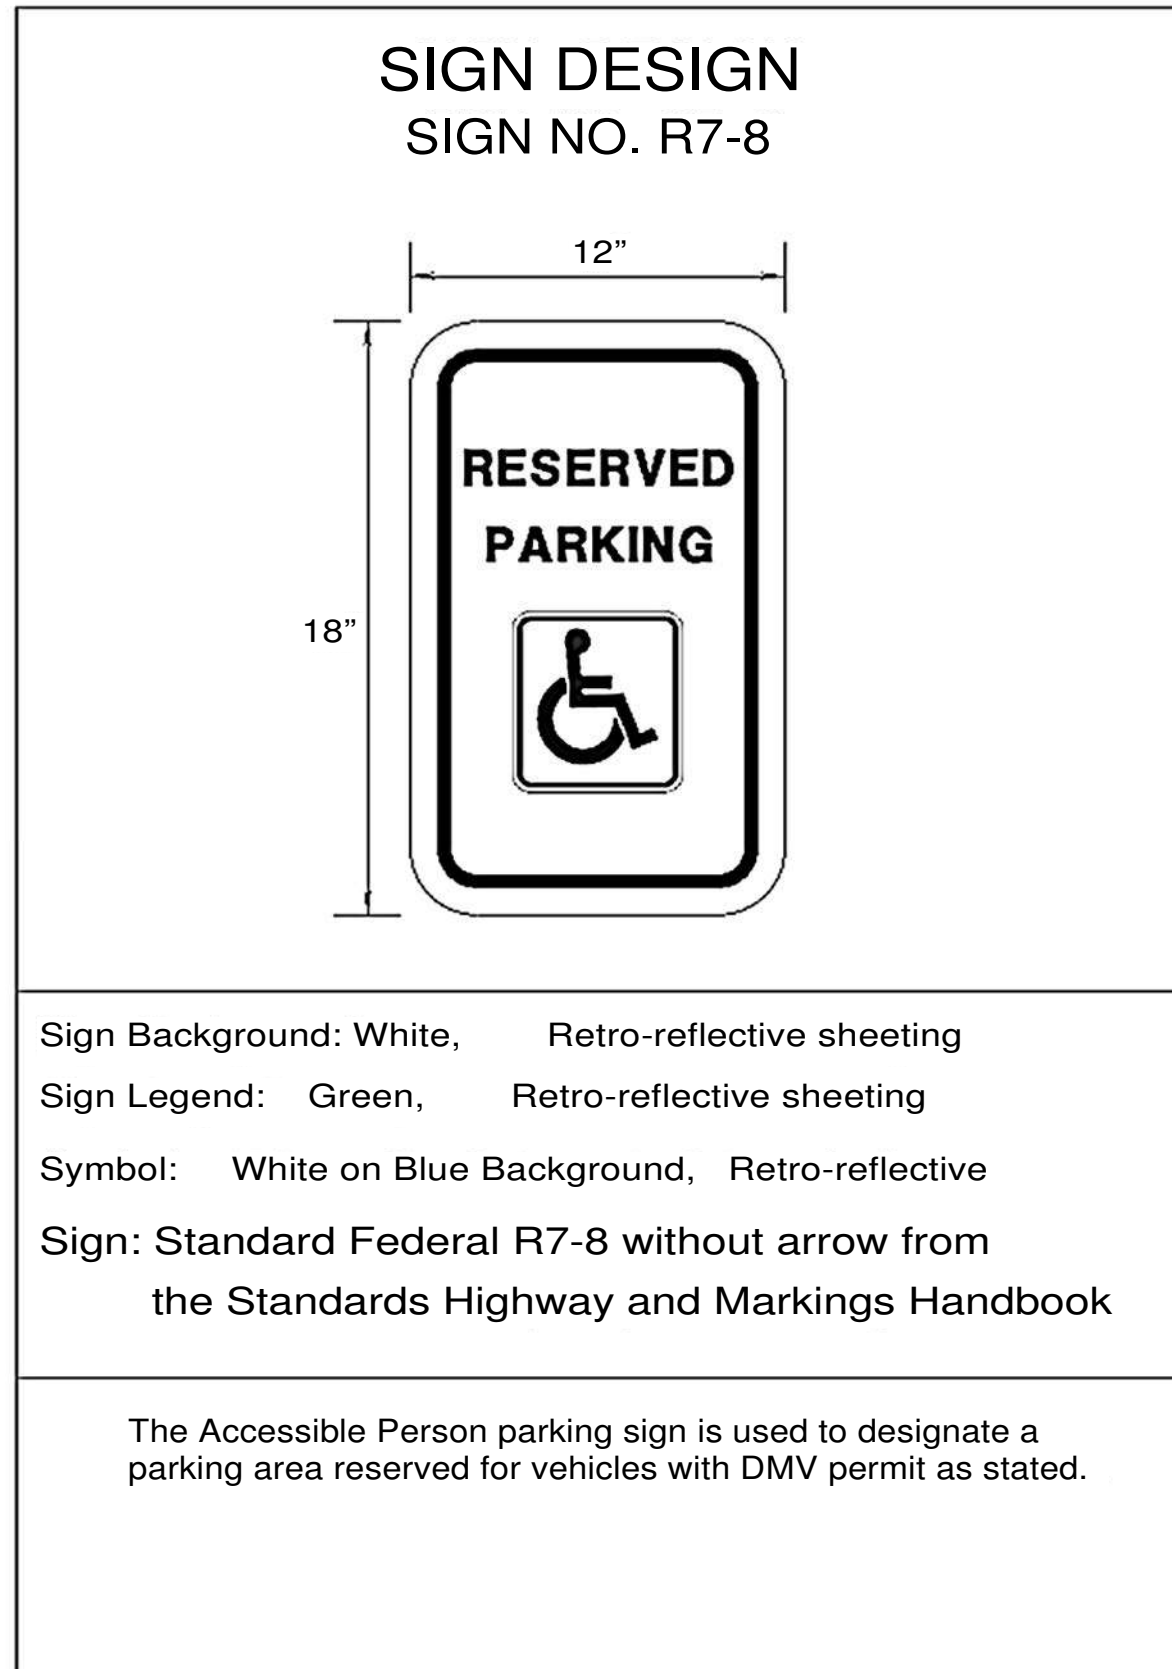 SIGN DESIGN
SIGN NO. R7-8
12”
RESERVED
PARKING
18”
Sign Background: White, Retro-reflective sheeting
Sign Legend: Green, Retro-reflective sheeting
Symbol: White on Blue Background, Retro-reflective
Sign: Standard Federal R7-8 without arrow from
the Standards Highway and Markings Handbook
The Accessible Person parking sign is used to designate a
parking area reserved for vehicles with DMV permit as stated.